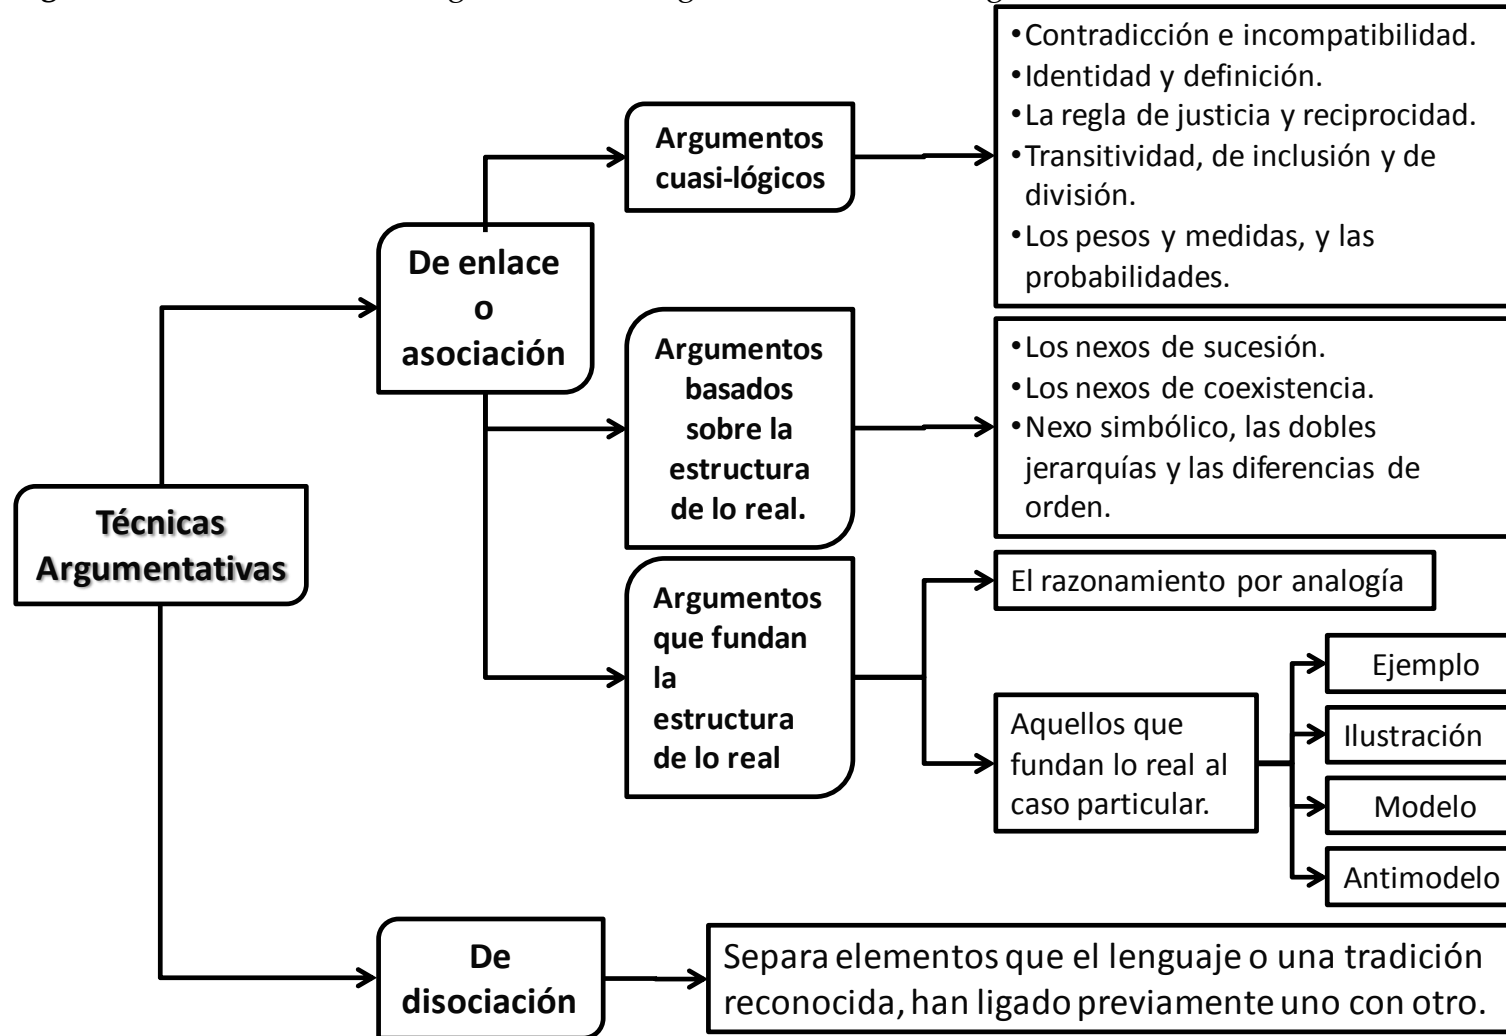 •Contradicción e incompatibilidad.
•Identidad y definición.
•La regla de justicia y reciprocidad.
•Transitividad, de inclusión y de
división.
•Los pesos y medidas, y las
probabilidades.
Argumentos
cuasi-lógicos
De enlace
o
asociación
Argumentos
basados
sobre la
estructura
de lo real.
•Los nexos de sucesión.
•Los nexos de coexistencia.
•Nexo simbólico, las dobles
jerarquías y las diferencias de
orden.
Técnicas
Argumentativas
Argumentos
que fundan
la
estructura
de lo real
El razonamiento por analogía
Aquellos que
fundan lo real al
caso particular.
Ejemplo
Ilustración
Modelo
Antimodelo
De
disociación
Separa elementos que el lenguaje o una tradición
reconocida, han ligado previamente uno con otro.